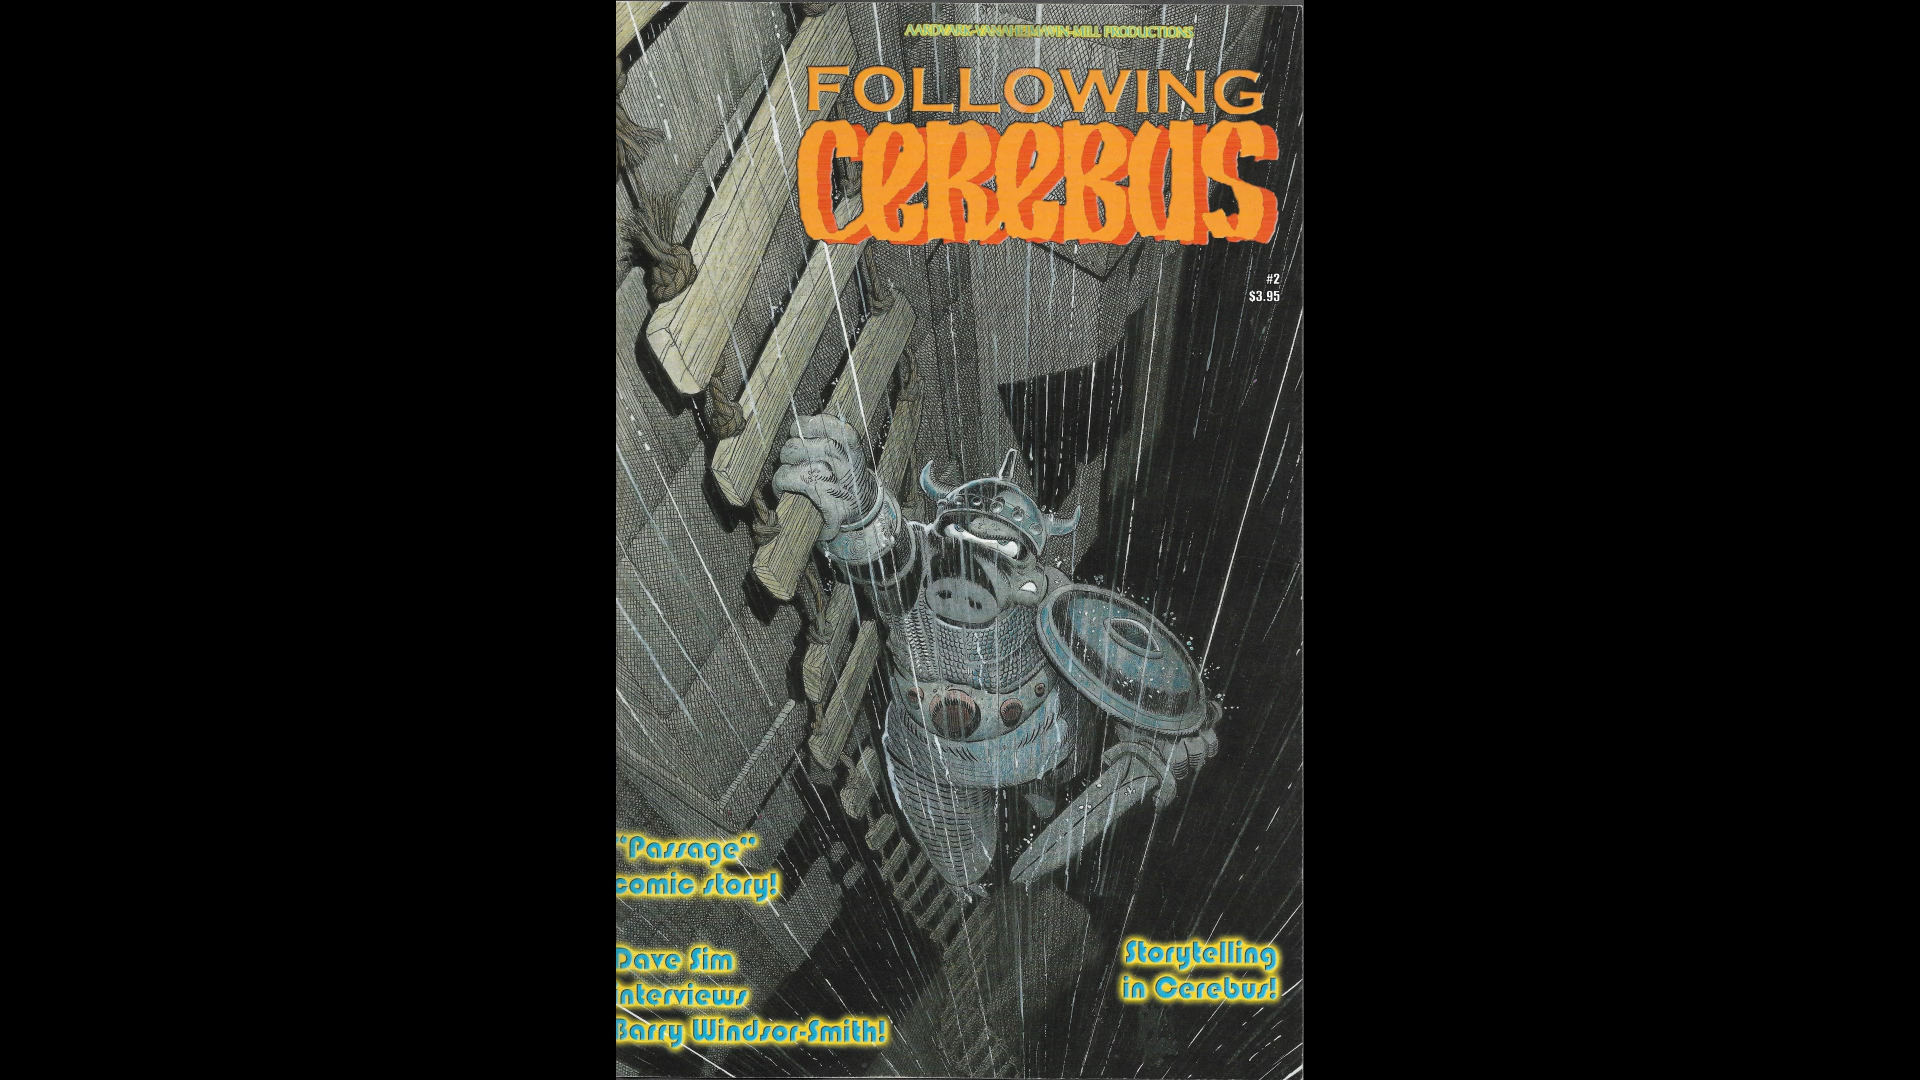 AARDVARK-VANAHEIM/WIN-MILL PRODUCTIONS
FOLLOWING
CEREBUS
#2
$3.95
"Passage"
comic story!
Dave Sim
interviews
Barry Windsor-Smith!
Storytelling
in Cerebus!